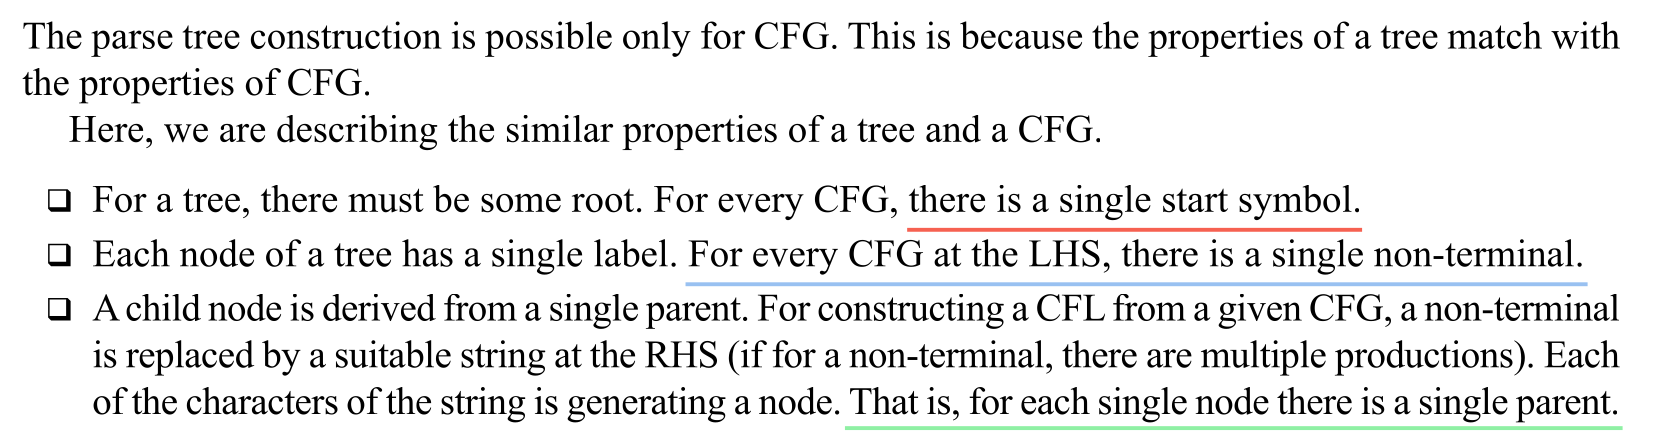 The parse tree construction is possible only for CFG. This is because the properties of a tree match with
the properties of CFG.
Here, we are describing the similar properties of a tree and a CFG.
❑ For a tree, there must be some root. For every CFG, there is a single start symbol.
❑ Each node of a tree has a single label. For every CFG at the LHS, there is a single non-terminal.
❑ A child node is derived from a single parent. For constructing a CFL from a given CFG, a non-terminal
is replaced by a suitable string at the RHS (if for a non-terminal, there are multiple productions). Each
of the characters of the string is generating a node. That is, for each single node there is a single parent.